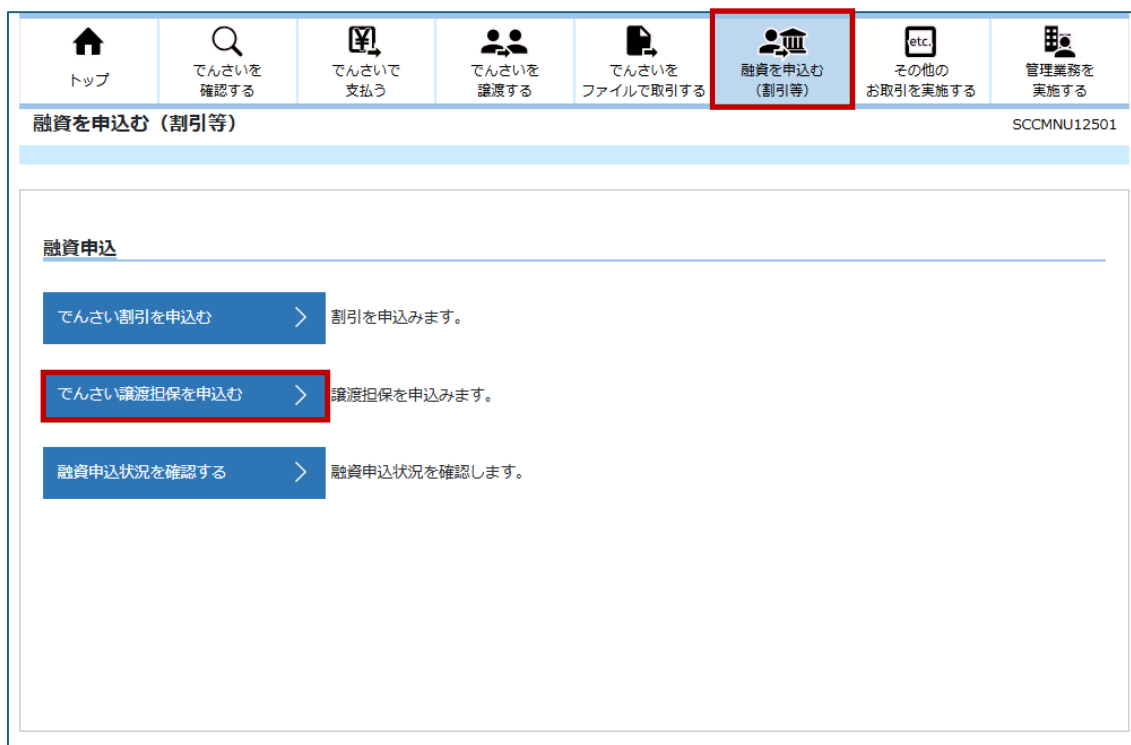 トップ
でんさいを
確認する
でんさいで
支払う
でんさいを
譲渡する
でんさいを
ファイルで取引する
融資を申込む
(割引等)
etc.
その他の
お取引を実施する
管理業務を
実施する
融資を申込む(割引等)
SCCMNU12501
融資申込
でんさい割引を申込む 割引を申込みます。
でんさい譲渡担保を申込む 譲渡担保を申込みます。
融資申込状況を確認する 融資申込状況を確認します。